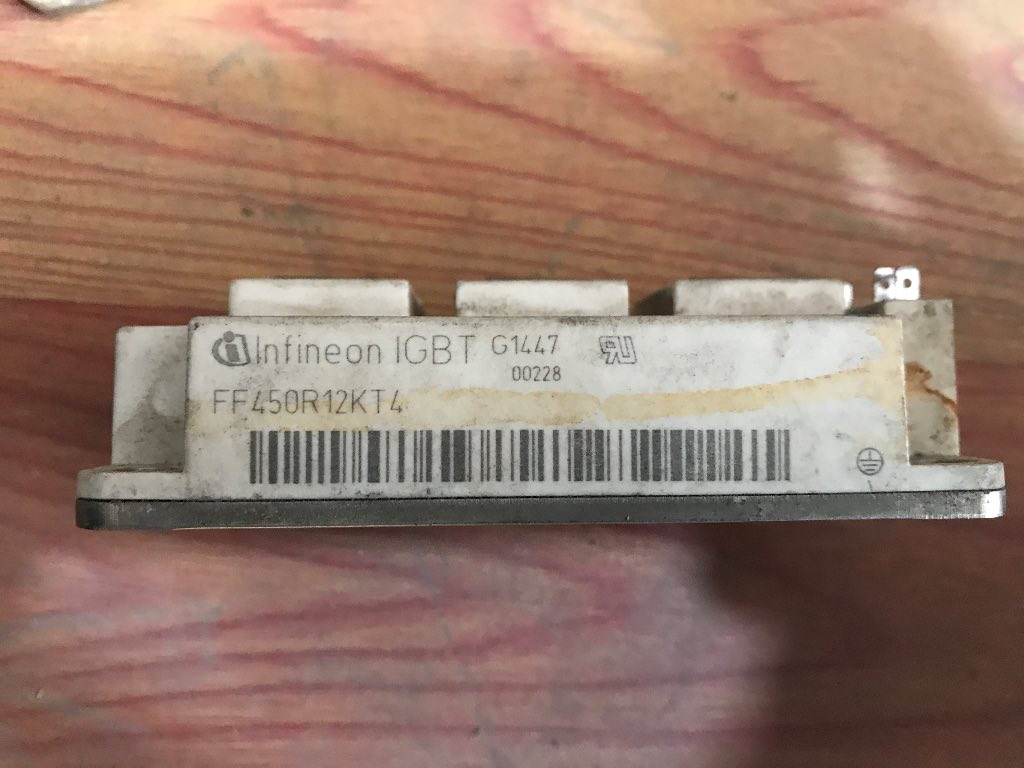 Infineon IGBT G1447
00228
FF450R12KT4